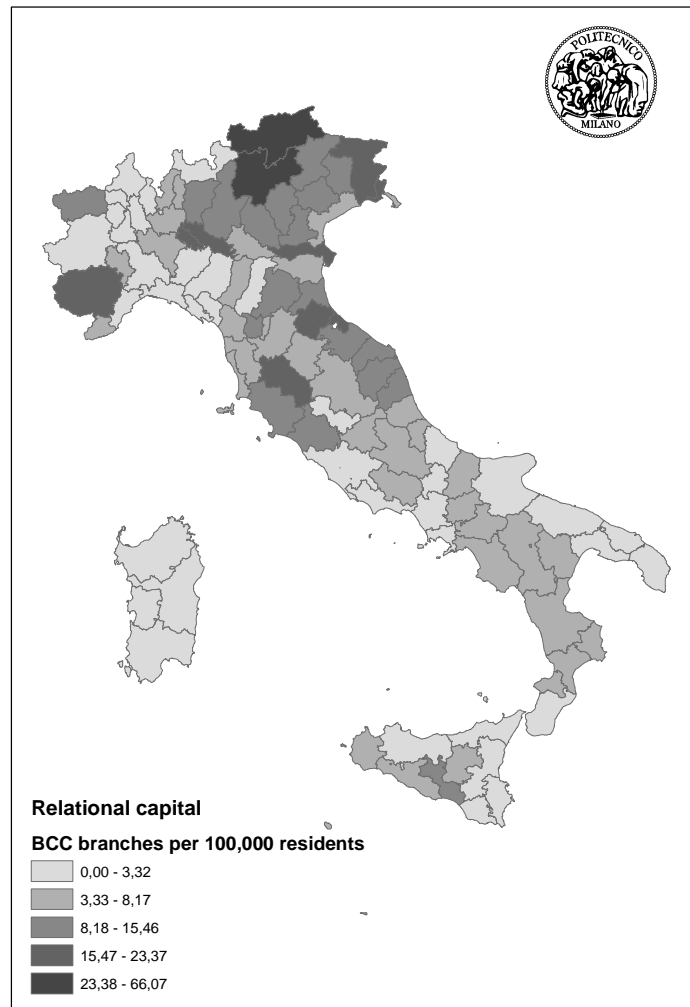 POLITECNICO
MILANO
Relational capital
BCC branches per 100,000 residents
0,00 - 3,32
3,33 - 8,17
8,18 - 15,46
15,47 - 23,37
23,38 - 66,07